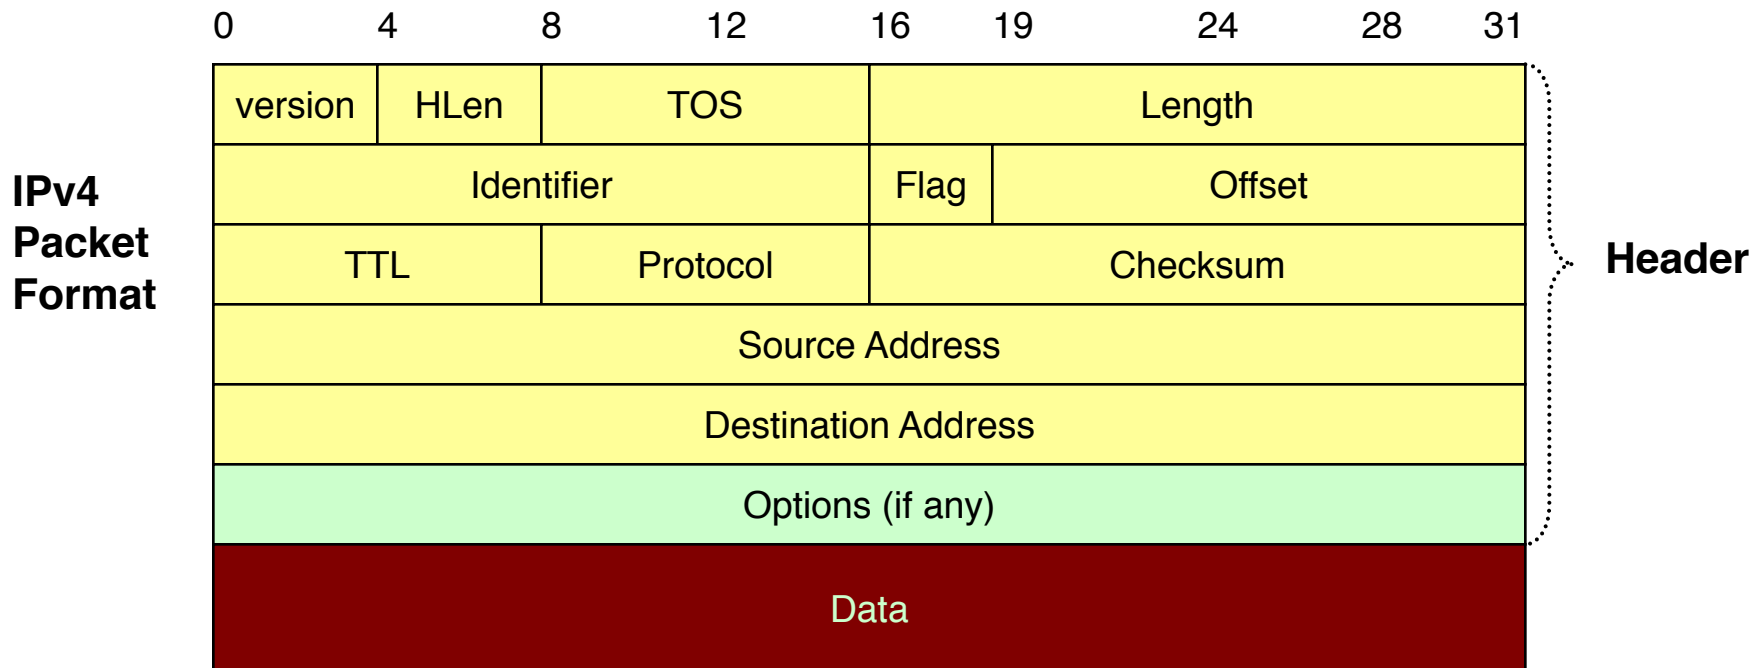 0 4 8 12 16 19 24 28 31
version HLen TOS Length
Identifier Flag Offset
TTL Protocol Checksum
Source Address
Destination Address
Options (if any)
Data
IPv4
Packet
Format
Header